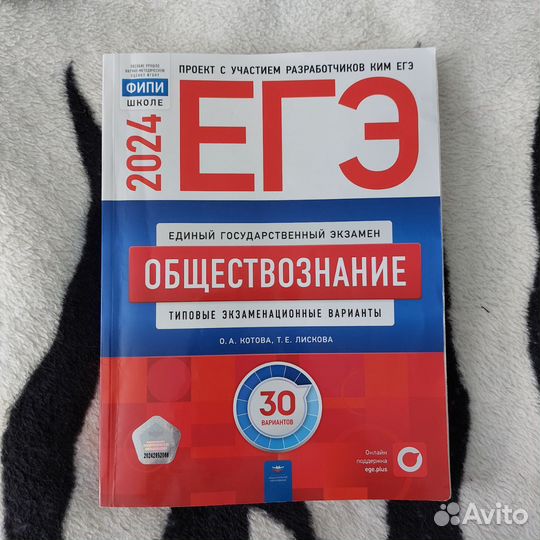 ПРОЕКТ С УЧАСТИЕМ РАЗРАБОТЧИКОВ КИМ ЕГЭ
ФИПИ
ШКОЛЕ
2024
ЕГЭ
ЕДИНЫЙ ГОСУДАРСТВЕННЫЙ ЭКЗАМЕН
ОБЩЕСТВОЗНАНИЕ
ТИПОВЫЕ ЭКЗАМЕНАЦИОННЫЕ ВАРИАНТЫ
О. А. КОТОВА, Т. Е. ЛИСКОВА
30
ВАРИАНТОВ
Онлайн
поддержка
ege.plus
Avito